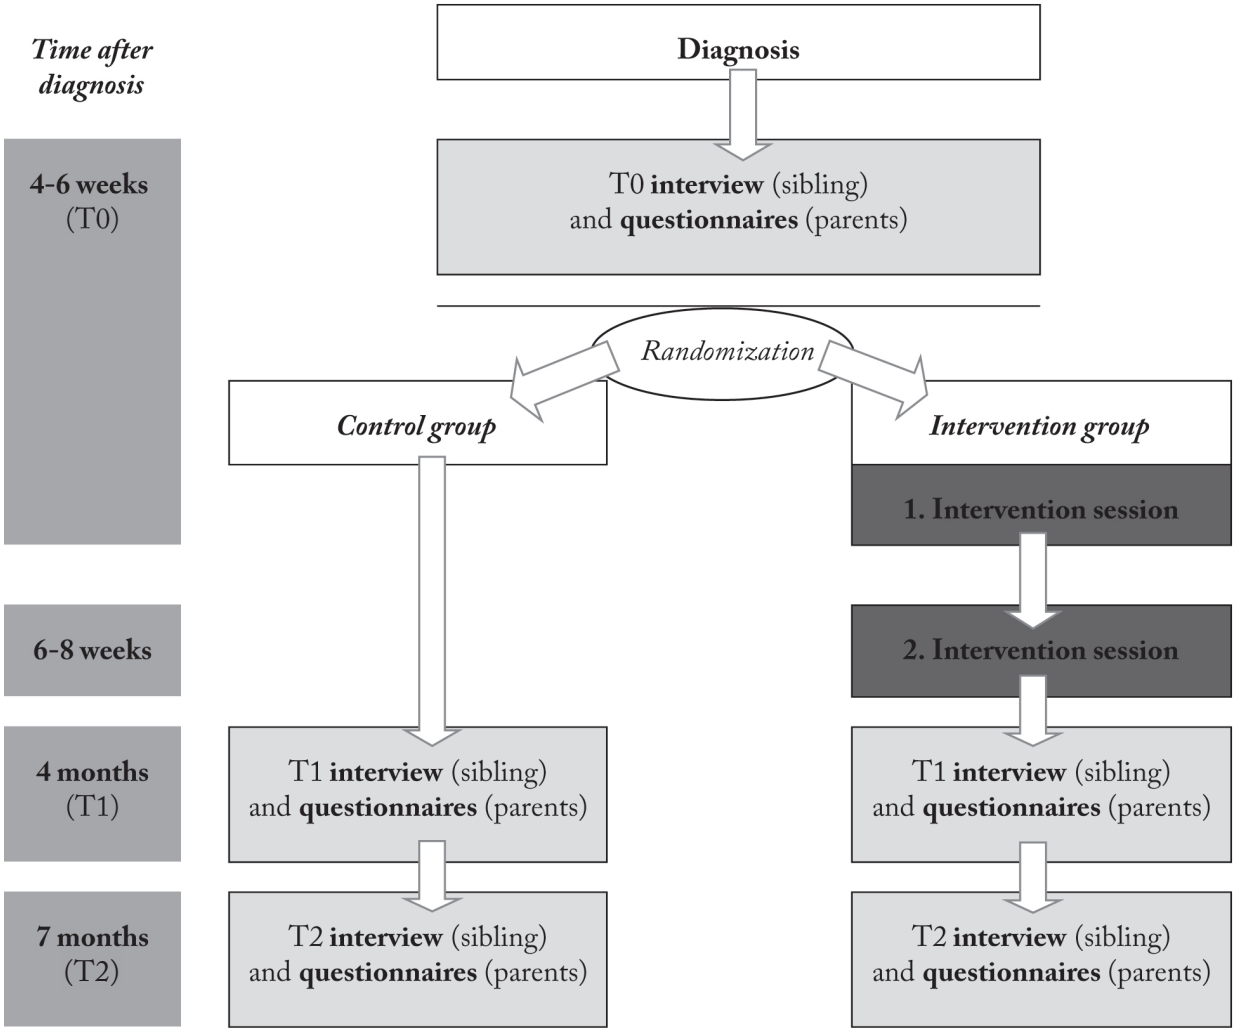 Time after
diagnosis
Diagnosis
4-6 weeks
(T0)
T0 interview (sibling)
and questionnaires (parents)
Randomization
Control group
Intervention group
1. Intervention session
6-8 weeks
2. Intervention session
4 months
(T1)
T1 interview (sibling)
and questionnaires (parents)
T1 interview (sibling)
and questionnaires (parents)
7 months
(T2)
T2 interview (sibling)
and questionnaires (parents)
T2 interview (sibling)
and questionnaires (parents)